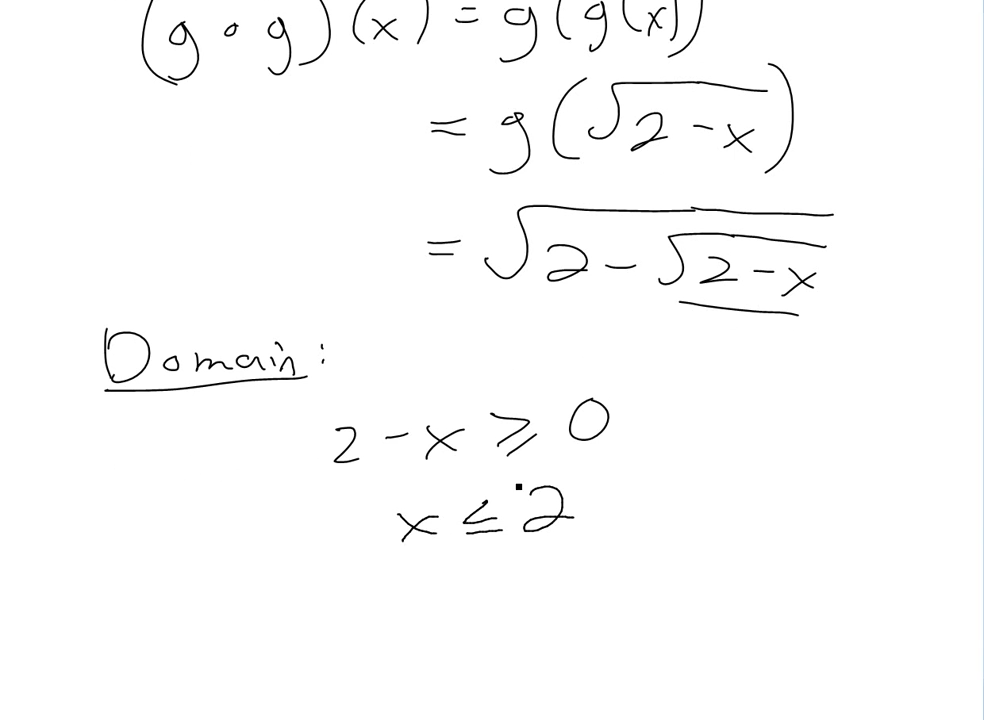 (g ∘ g)(x) = g(g(x))
= g(√(2-x))
= √(2-√(2-x))
Domain:
2-x ≥ 0
x ≤ 2